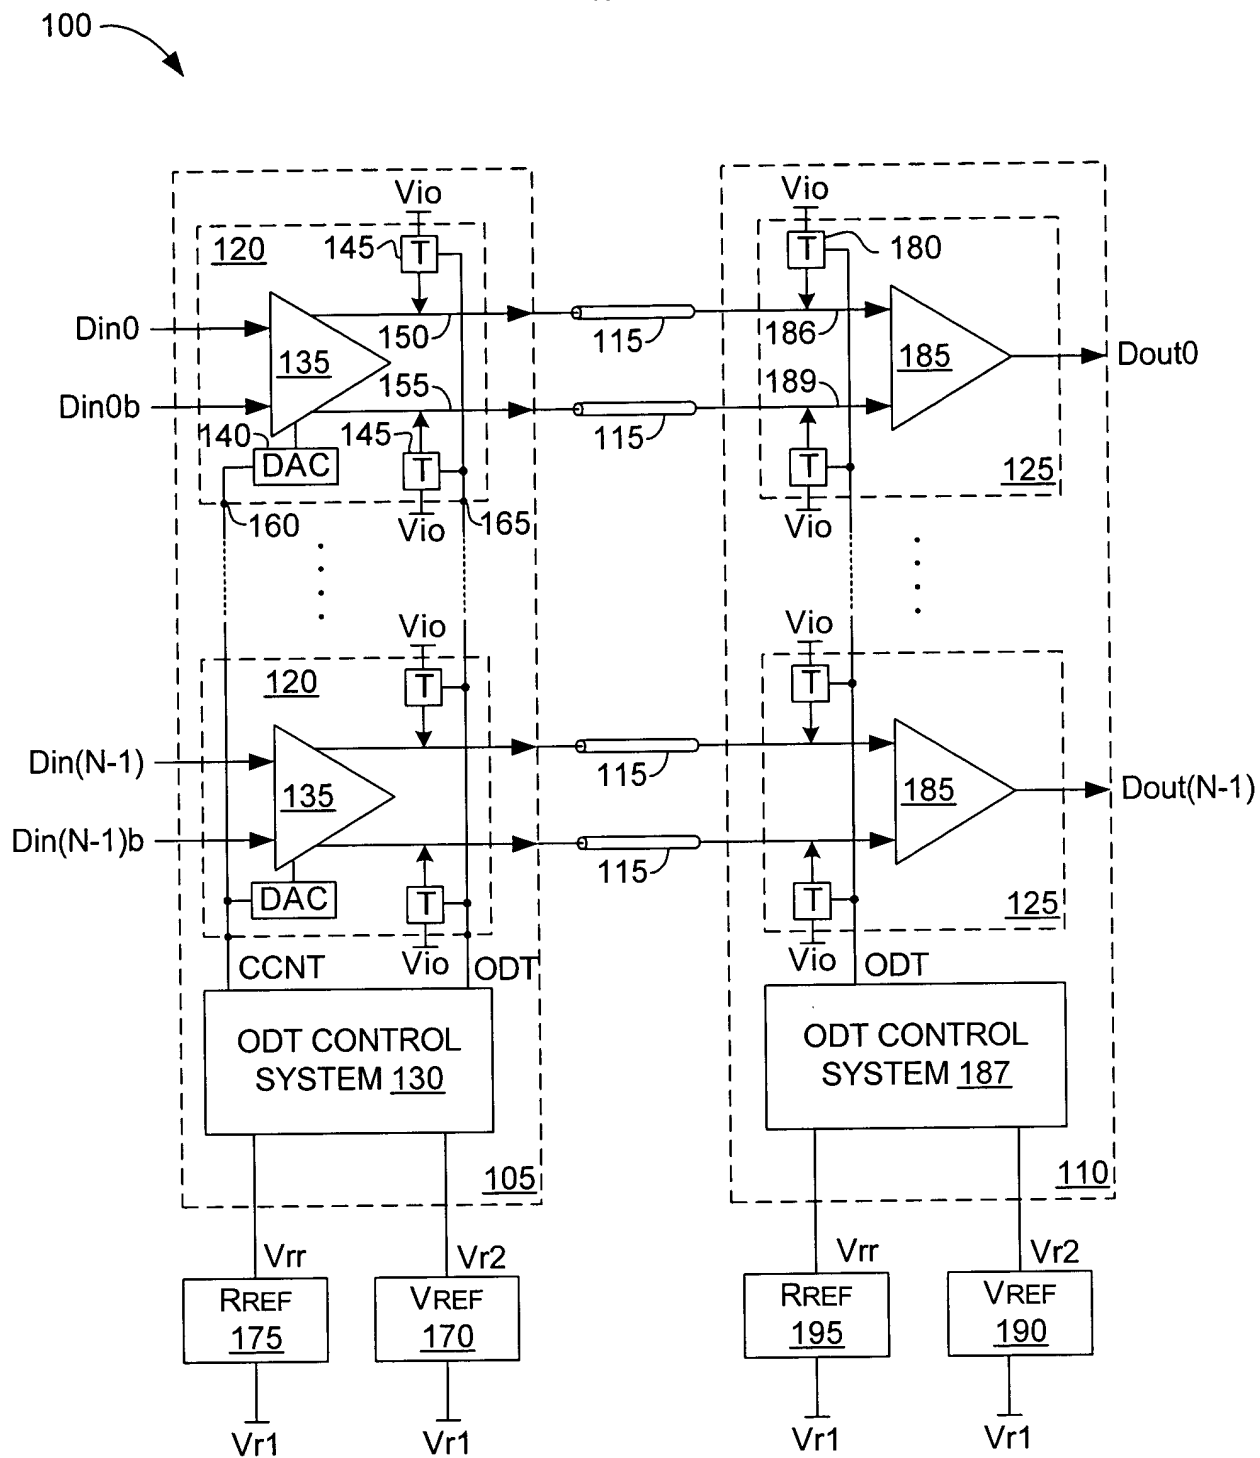 100
Vio
Vio
120
145
T
T
180
Din0
135
150
115
186
185
Dout0
Din0b
155
189
140
145
115
DAC
T
T
125
160
Vio
165
Vio
Vio
Vio
120
T
T
Din(N-1)
135
115
185
Dout(N-1)
Din(N-1)b
115
DAC
T
T
125
CCNT
Vio
ODT
Vio
ODT
ODT CONTROL
SYSTEM 130
ODT CONTROL
SYSTEM 187
105
110
Vrr
Vr2
Vrr
Vr2
RREF
175
VREF
170
RREF
195
VREF
190
Vr1
Vr1
Vr1
Vr1